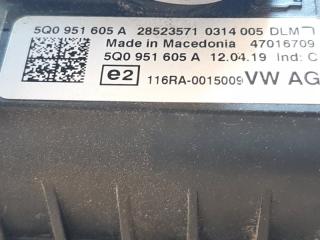 5Q0 951 605 A 28523571 0314 005 DLM
Made in Macedonia 47016709
5Q0 951 605 A 12.04.19 Ind: C
e2 116RA-0015009 VW AG